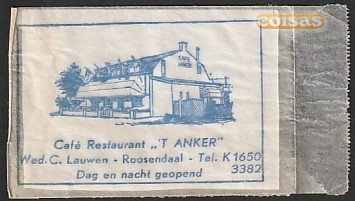 coisas
CAFE
ANKER
Café Restaurant „'T ANKER"
Wed. C. Lauwen - Roosendaal - Tel. K 1650
3382
Dag en nacht geopend